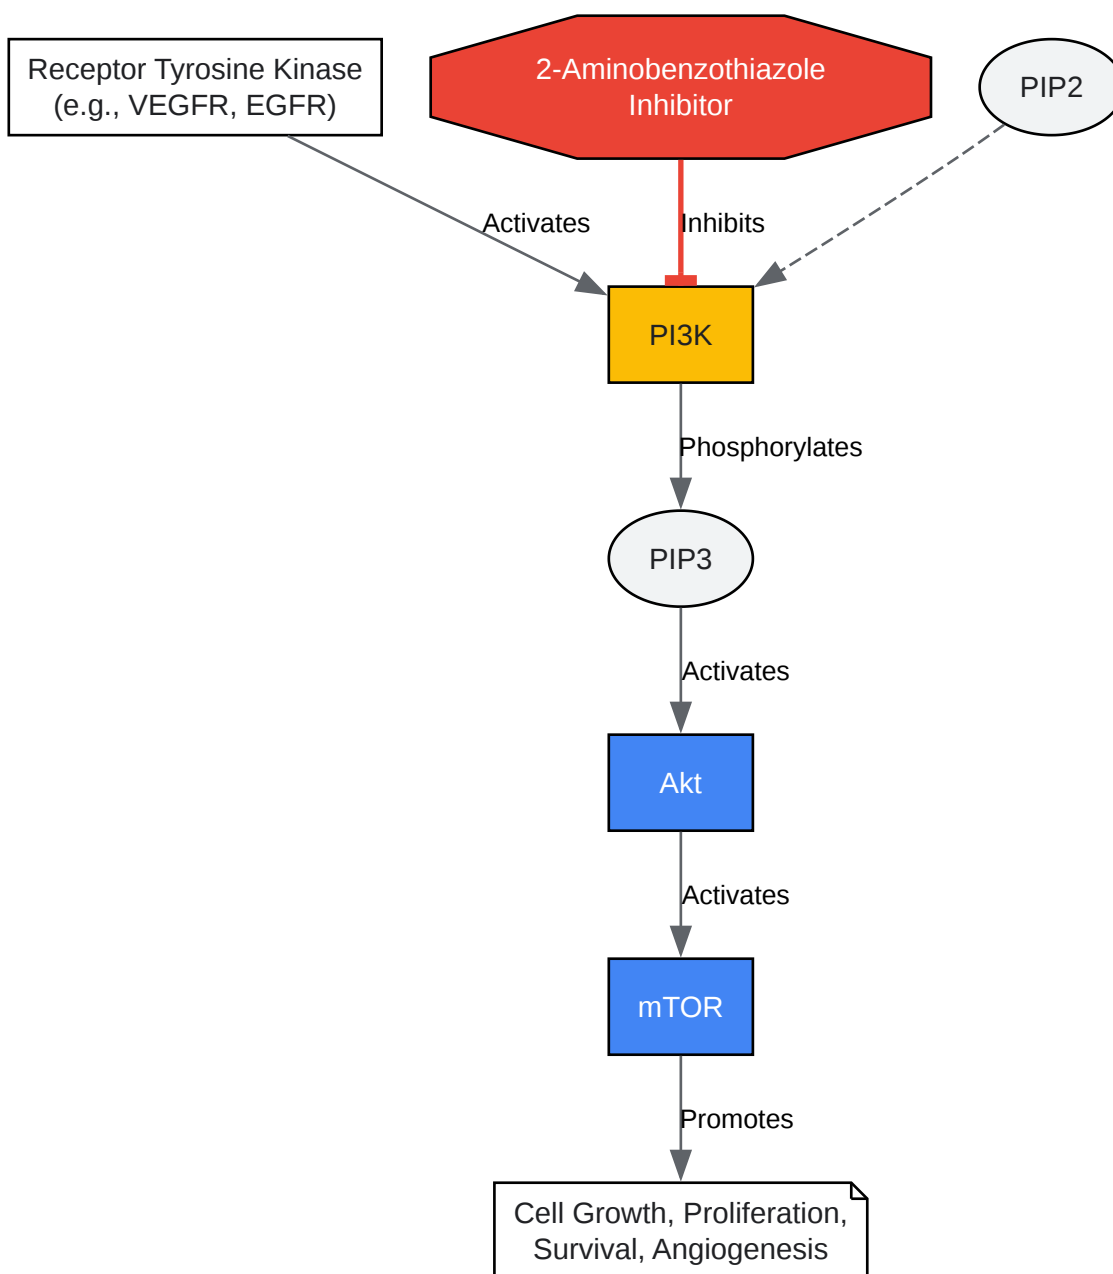 Receptor Tyrosine Kinase
(e.g., VEGFR, EGFR)
2-Aminobenzothiazole
Inhibitor
PIP2
Activates
Inhibits
PI3K
Phosphorylates
PIP3
Activates
Akt
Activates
mTOR
Promotes
Cell Growth, Proliferation,
Survival, Angiogenesis